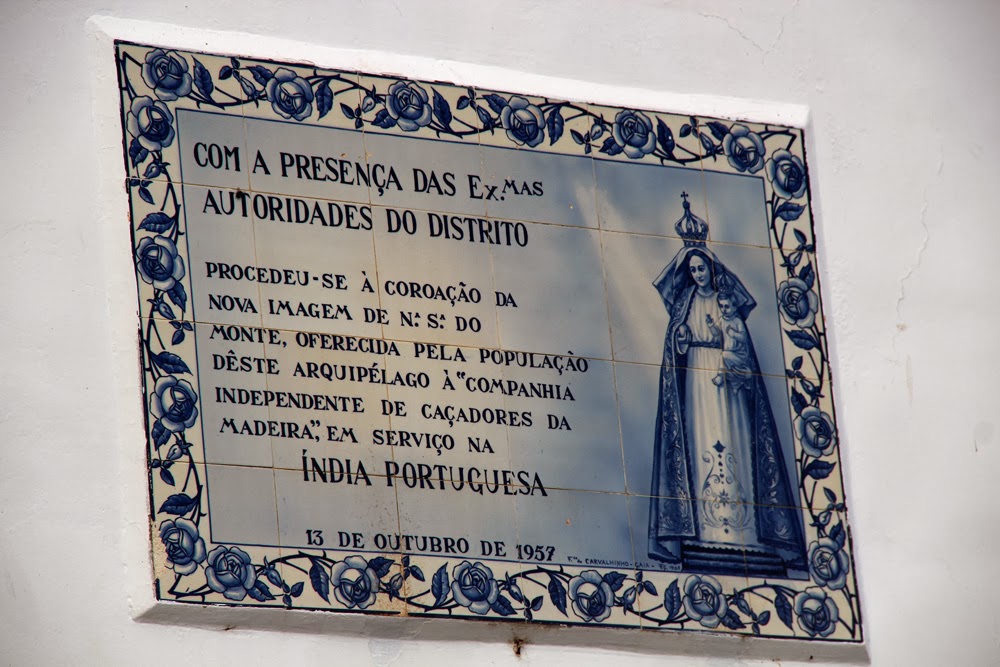 COM A PRESENÇA DAS Ex.MAS
AUTORIDADES DO DISTRITO
PROCEDEU-SE À COROAÇÃO DA
NOVA IMAGEM DE N.ª S.ª DO
MONTE, OFERECIDA PELA POPULAÇÃO
DÊSTE ARQUIPÉLAGO À "COMPANHIA
INDEPENDENTE DE CAÇADORES DA
MADEIRA", EM SERVIÇO NA
ÍNDIA PORTUGUESA
13 DE OUTUBRO DE 1957
CARVALHINHO - GAIA